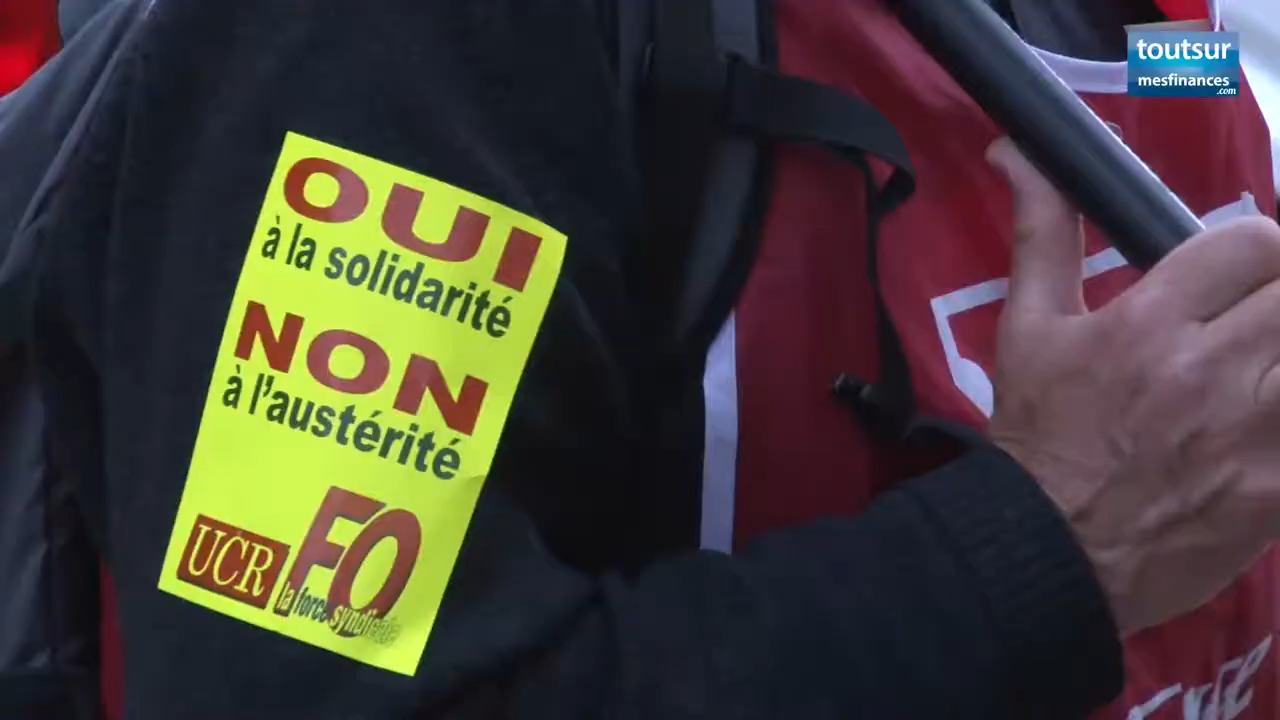 toutsur
mesfinances
.com
OUI
à la solidarité
NON
à l'austérité
UCR
FO
la force syndicale